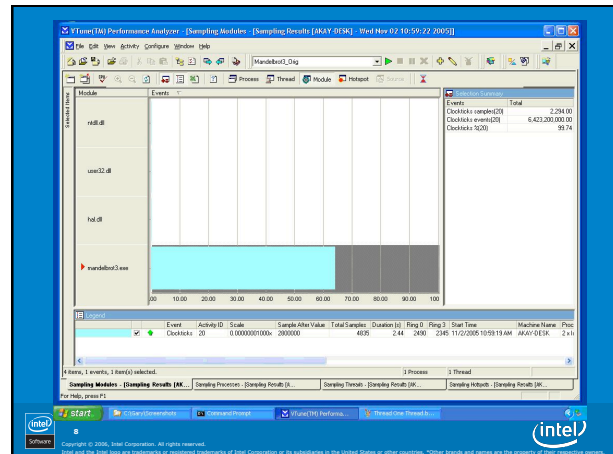 VTune(TM) Performance Analyzer - [Sampling Modules - [Sampling Results [AKAY-DESK] - Wed Nov 02 10:59:22 2005]]
File Edit View Activity Configure Window Help
Mandelbrot3_Orig
Process Thread Module Hotspot Source
Selected Items
Module Events
ntdll.dll
user32.dll
hal.dll
mandelbrot3.exe
.00 10.00 20.00 30.00 40.00 50.00 60.00 70.00 80.00 90.00 100
Selection Summary
Events Total
Clockticks samples(20) 2,294.00
Clockticks events(20) 6,423,200,000.00
Clockticks %(20) 99.74
Legend
Event Activity ID Scale Sample After Value Total Samples Duration (s) Ring 0 Ring 3 Start Time Machine Name Proc
Clockticks 20 0.00000001000x 2800000 4835 2.44 2490 2345 11/2/2005 10:59:19 AM AKAY-DESK 2 x
4 items, 1 events, 1 item(s) selected. 1 Process 1 Thread
Sampling Modules - [Sampling Results [AK... Sampling Processes - [Sampling Results [A... Sampling Threads - [Sampling Results [AK... Sampling Hotspots - [Sampling Results [AK...
For Help, press F1
start C:\Gary\Screenshots Command Prompt VTune(TM) Performa... Thread One Thread
intel Software
8
Copyright © 2006, Intel Corporation. All rights reserved.
Intel and the Intel logo are trademarks or registered trademarks of Intel Corporation or its subsidiaries in the United States or other countries. *Other brands and names are the property of their respective owners
intel